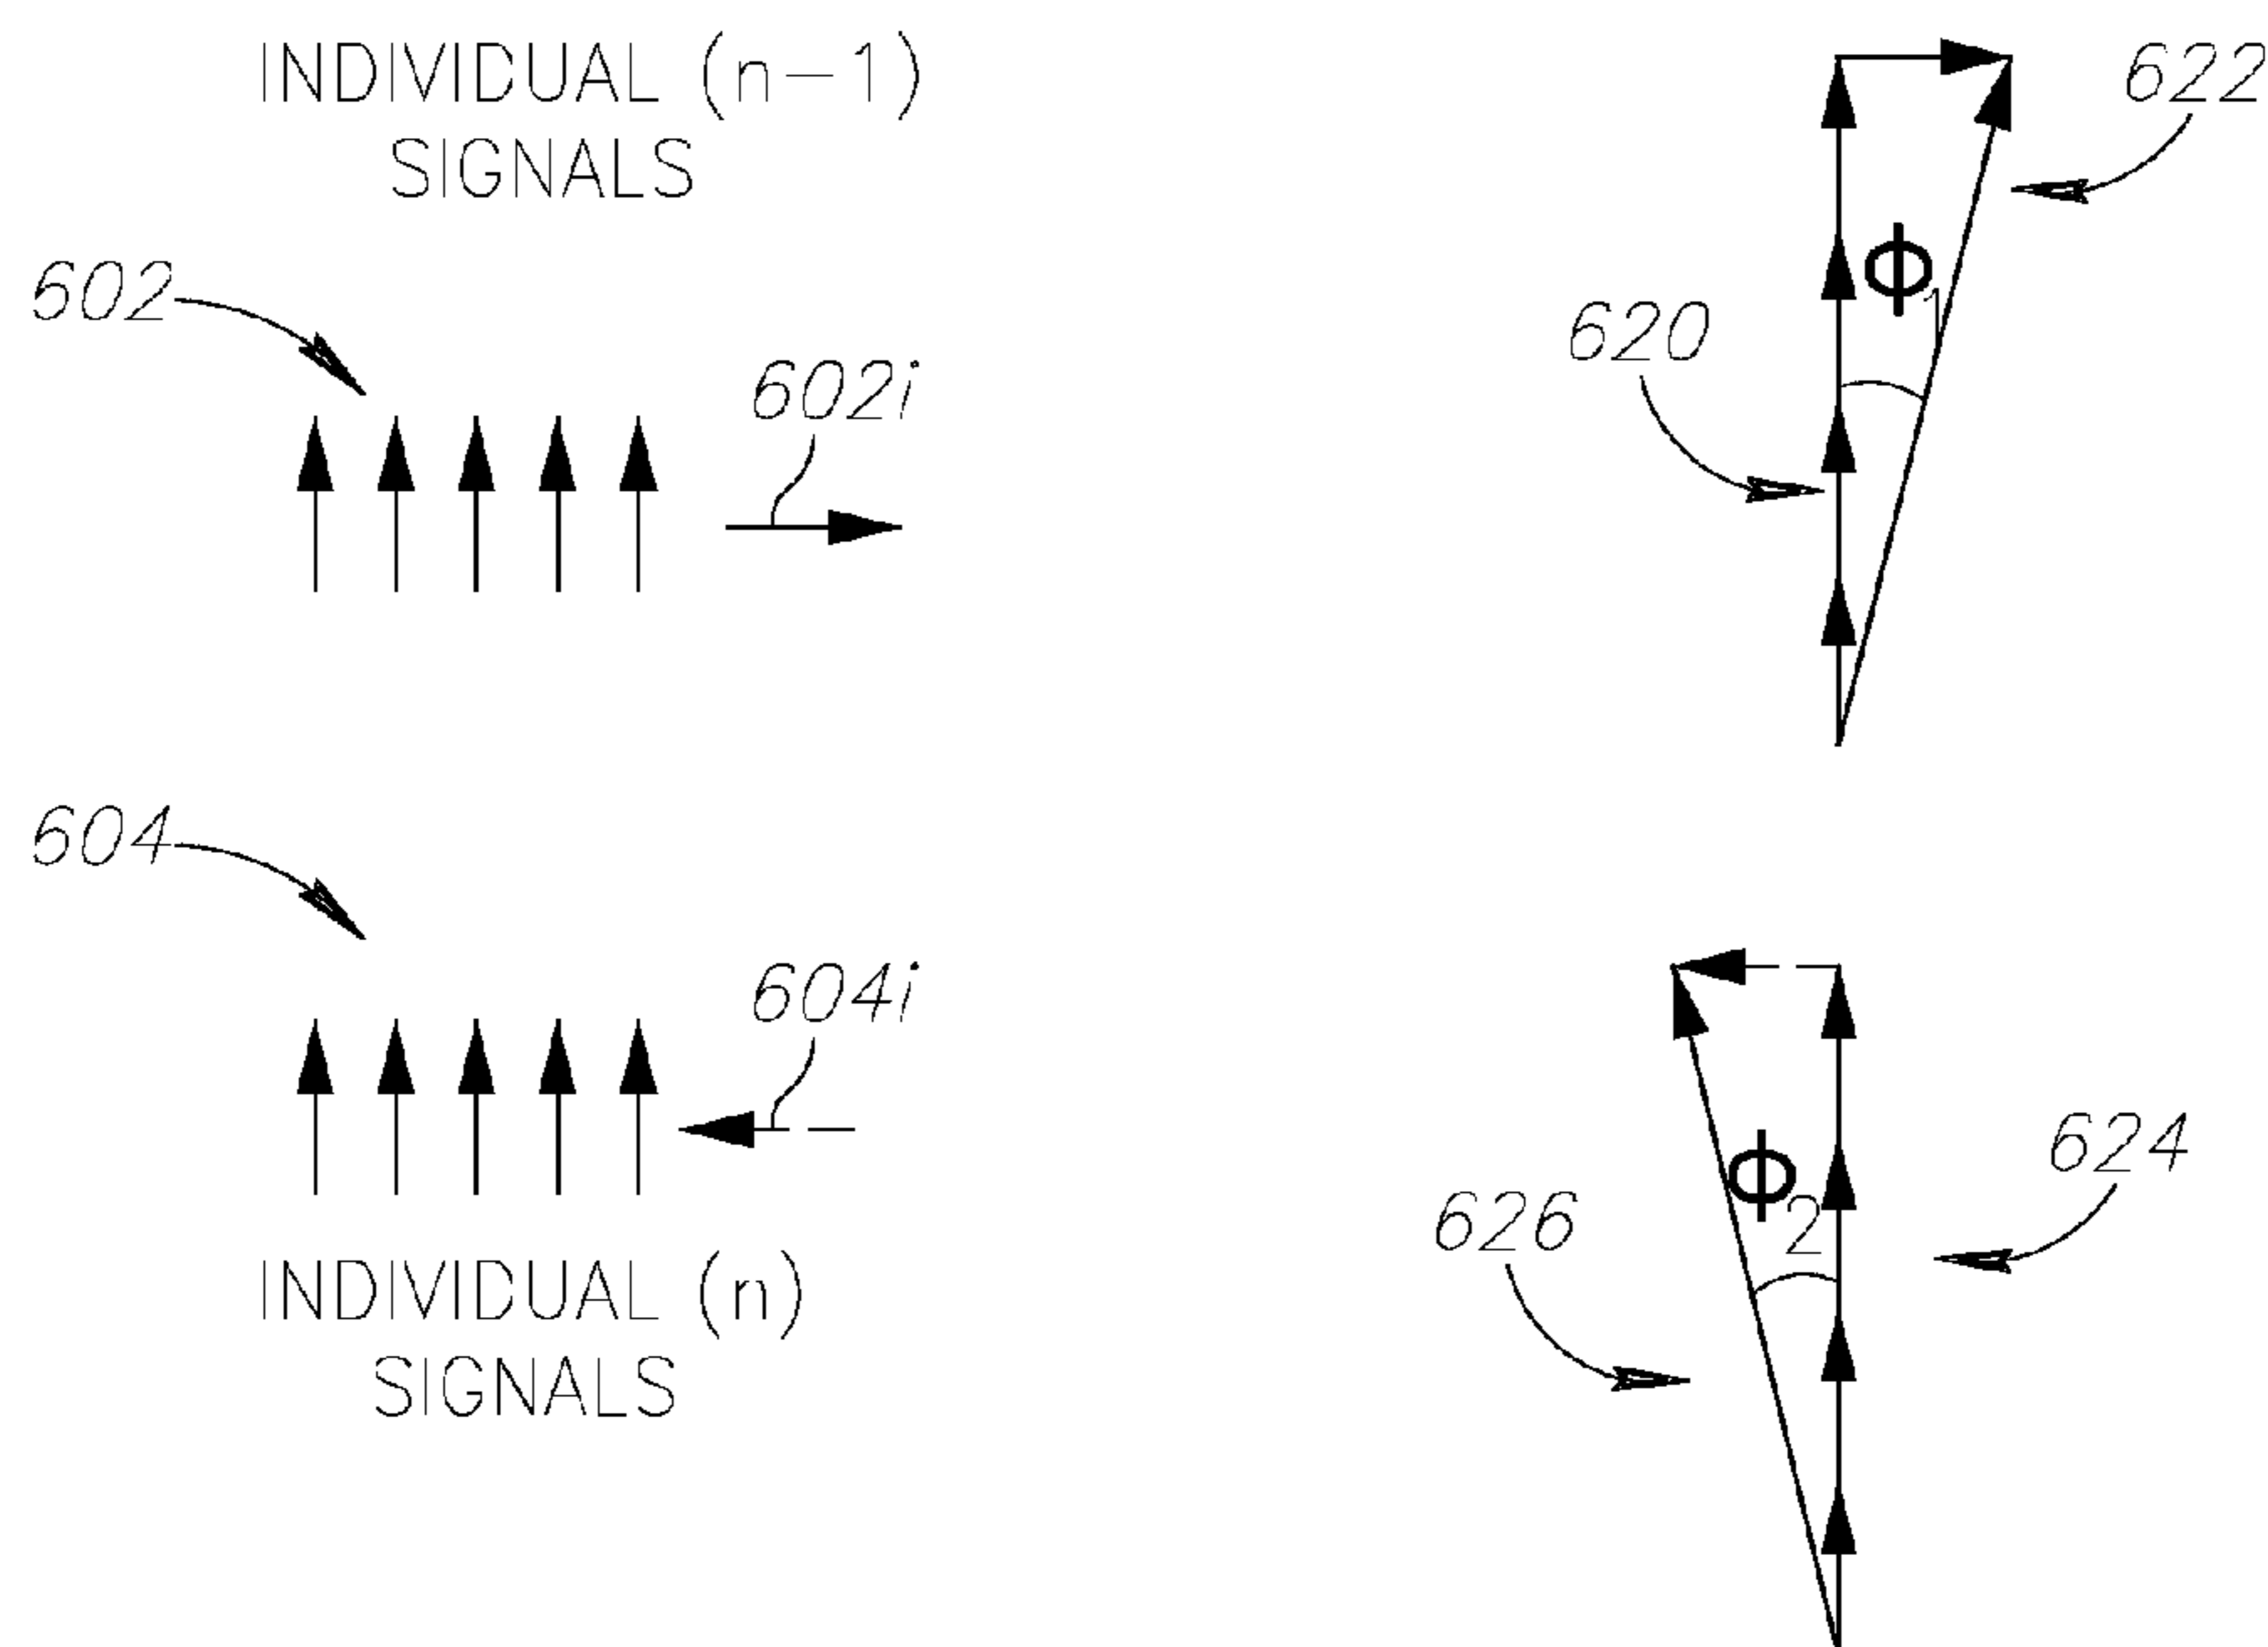 INDIVIDUAL (n-1)
SIGNALS
602
602i
604
604i
INDIVIDUAL (n)
SIGNALS
622
ϕ1
620
624
ϕ2
626